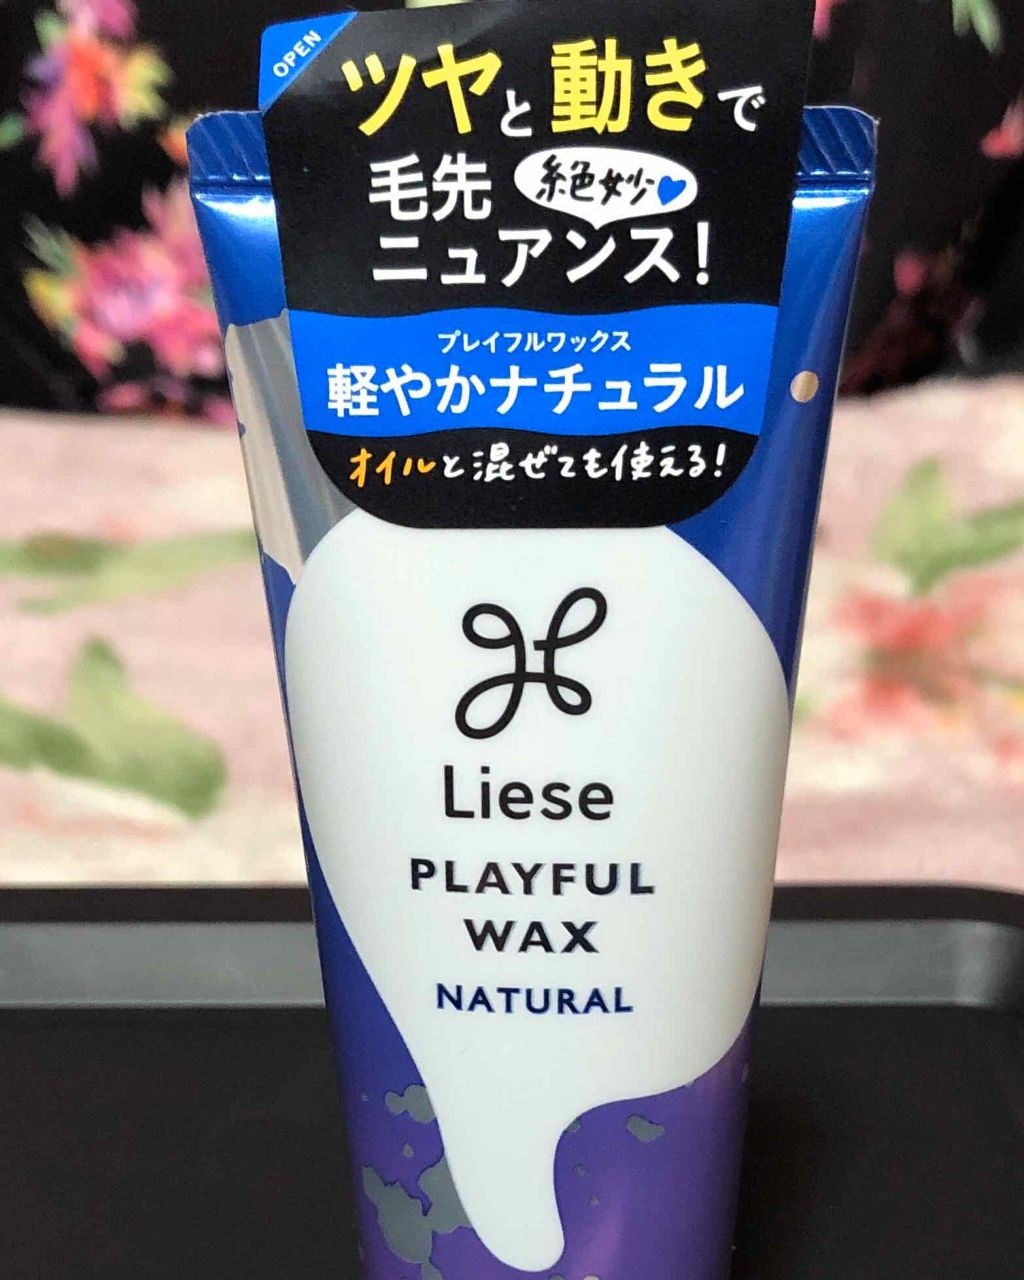 OPEN
ツヤと動きで
毛先 絶妙
ニュアンス!
プレイフルワックス
軽やかナチュラル
オイルと混ぜても使える!
Liese
PLAYFUL
WAX
NATURAL